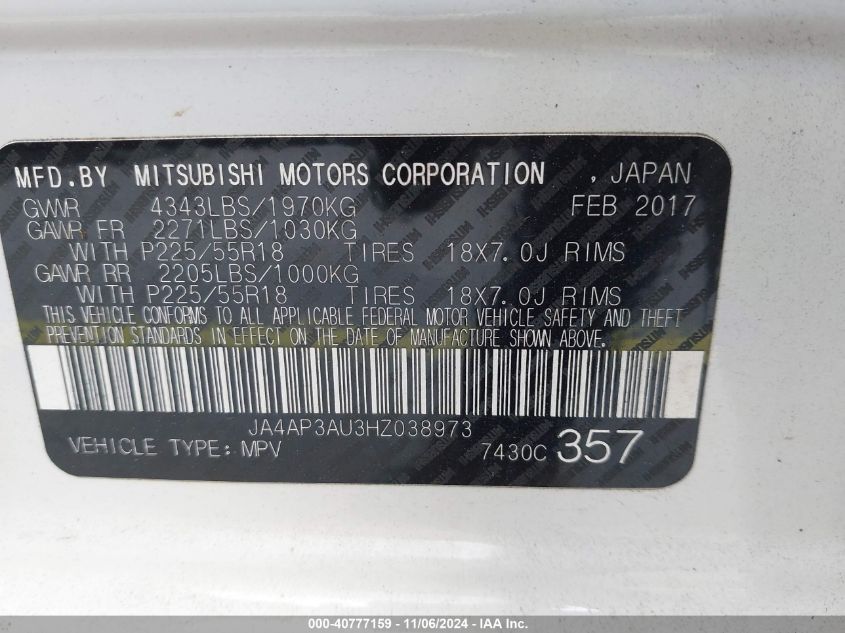 MFD.BY MITSUBISHI MOTORS CORPORATION , JAPAN
GVWR 4343LBS/1970KG FEB 2017
GAWR FR 2271LBS/1030KG
WITH P225/55R18 TIRES 18X7.0J RIMS
GAWR RR 2205LBS/1000KG
WITH P225/55R18 TIRES 18X7.0J RIMS
THIS VEHICLE CONFORMS TO ALL APPLICABLE FEDERAL MOTOR VEHICLE SAFETY AND THEFT
PREVENTION STANDARDS IN EFFECT ON THE DATE OF MANUFACTURE SHOWN ABOVE.
JA4AP3AU3HZ038973
VEHICLE TYPE: MPV 7430C 357
000-40777159 - 11/06/2024 - IAA Inc.